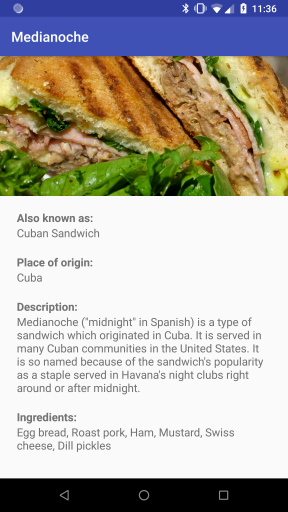 11:36
Medianoche
Also known as:
Cuban Sandwich
Place of origin:
Cuba
Description:
Medianoche ("midnight" in Spanish) is a type of
sandwich which originated in Cuba. It is served in
many Cuban communities in the United States. It
is so named because of the sandwich's popularity
as a staple served in Havana's night clubs right
around or after midnight.
Ingredients:
Egg bread, Roast pork, Ham, Mustard, Swiss
cheese, Dill pickles